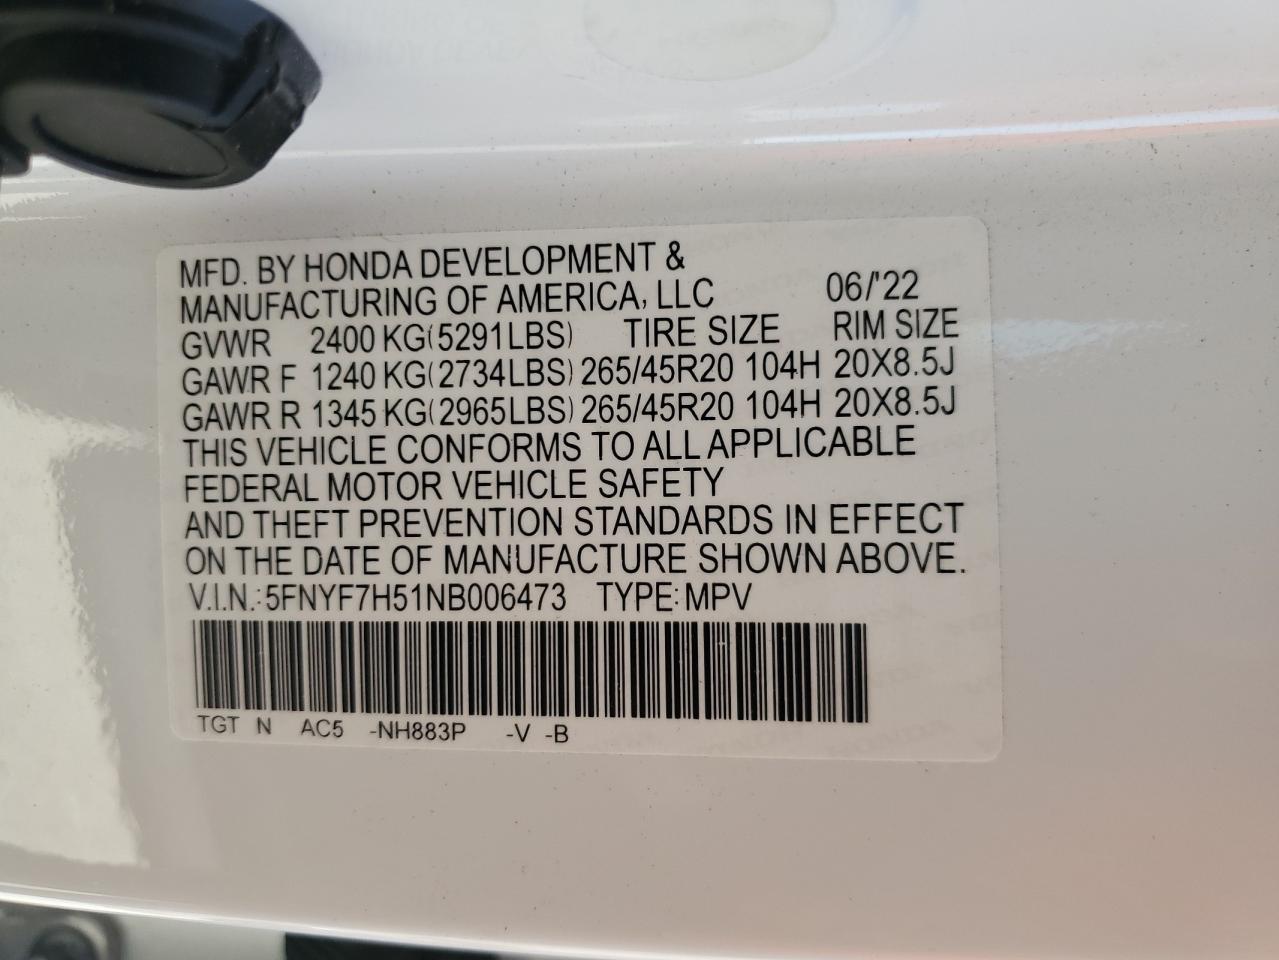 MFD. BY HONDA DEVELOPMENT &
MANUFACTURING OF AMERICA, LLC 06/'22
GVWR 2400 KG(5291LBS) TIRE SIZE RIM SIZE
GAWR F 1240 KG(2734LBS) 265/45R20 104H 20X8.5J
GAWR R 1345 KG(2965LBS) 265/45R20 104H 20X8.5J
THIS VEHICLE CONFORMS TO ALL APPLICABLE
FEDERAL MOTOR VEHICLE SAFETY
AND THEFT PREVENTION STANDARDS IN EFFECT
ON THE DATE OF MANUFACTURE SHOWN ABOVE.
V.I.N.:5FNYF7H51NB006473 TYPE:MPV
TGT N AC5 -NH883P -V -B